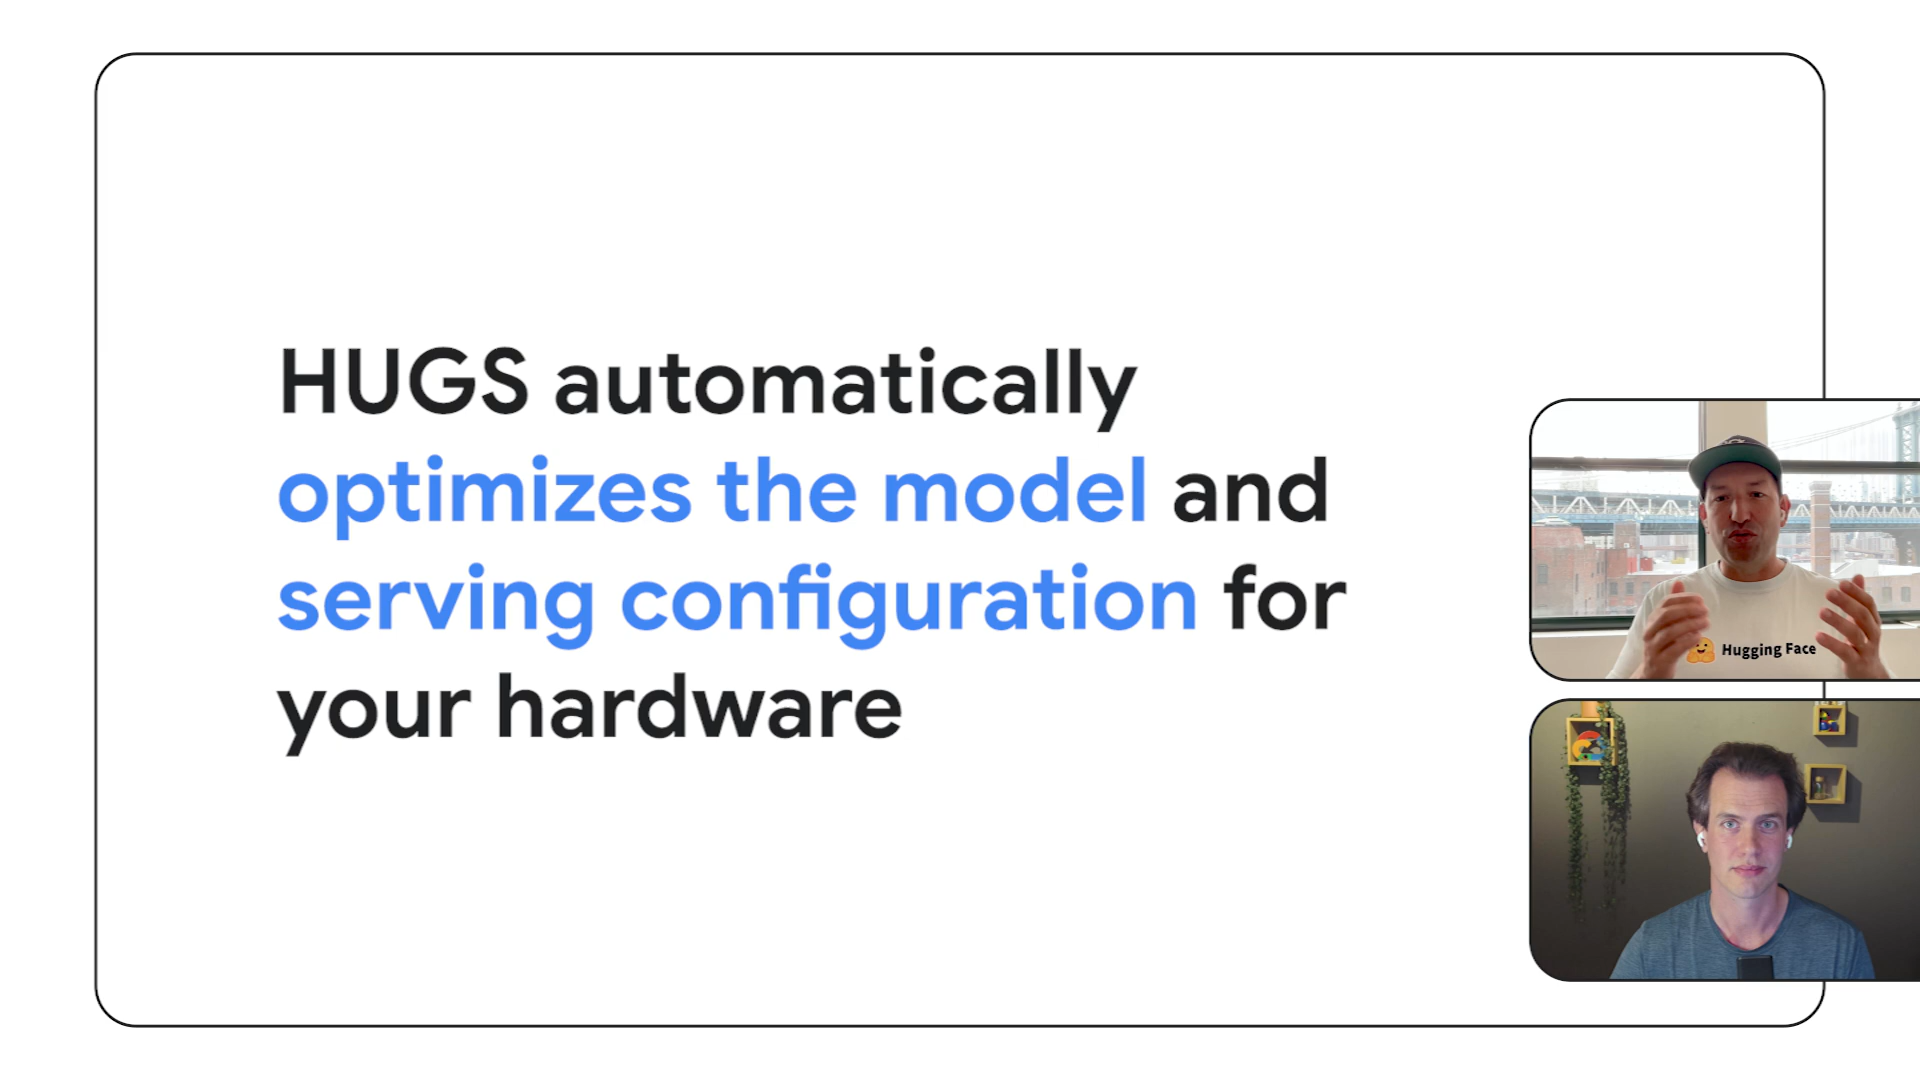 HUGS automatically
optimizes the model and
serving configuration for
your hardware
Hugging Face